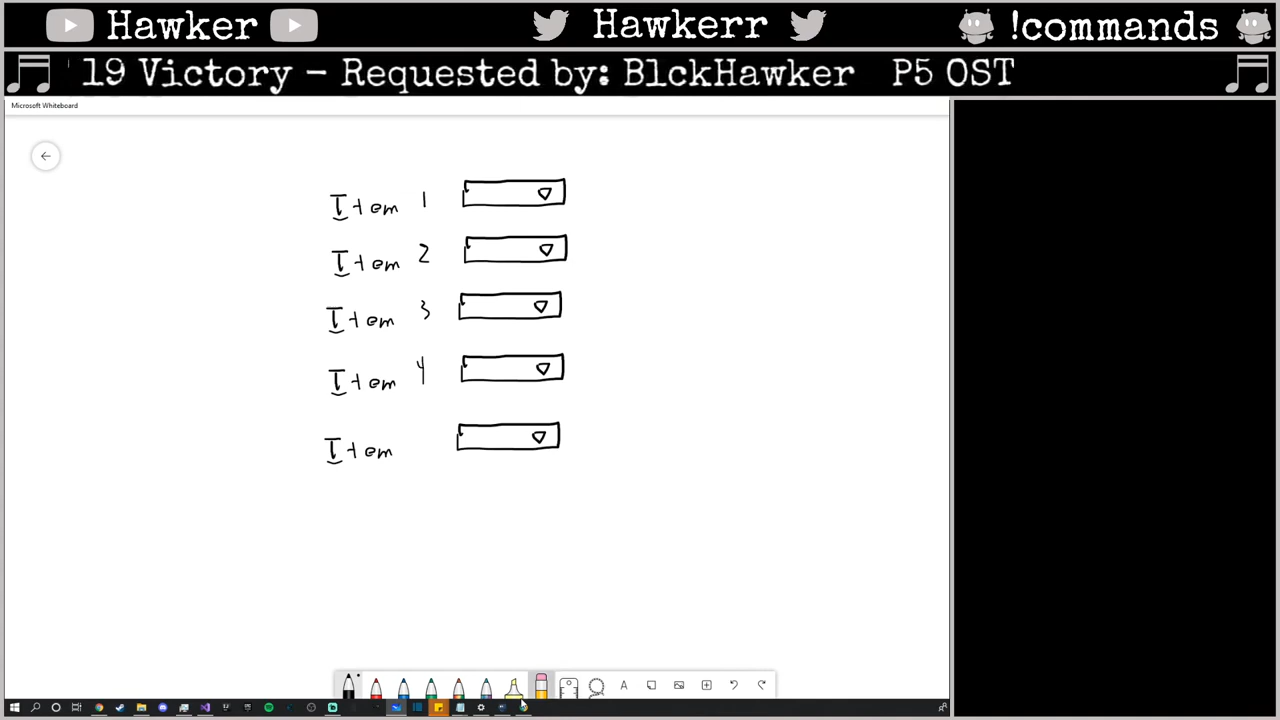 Hawker
Hawkerr
!commands
19 Victory - Requested by: BlckHawker P5 OST
Microsoft Whiteboard
Item 1
Item 2
Item 3
Item 4
Item
A